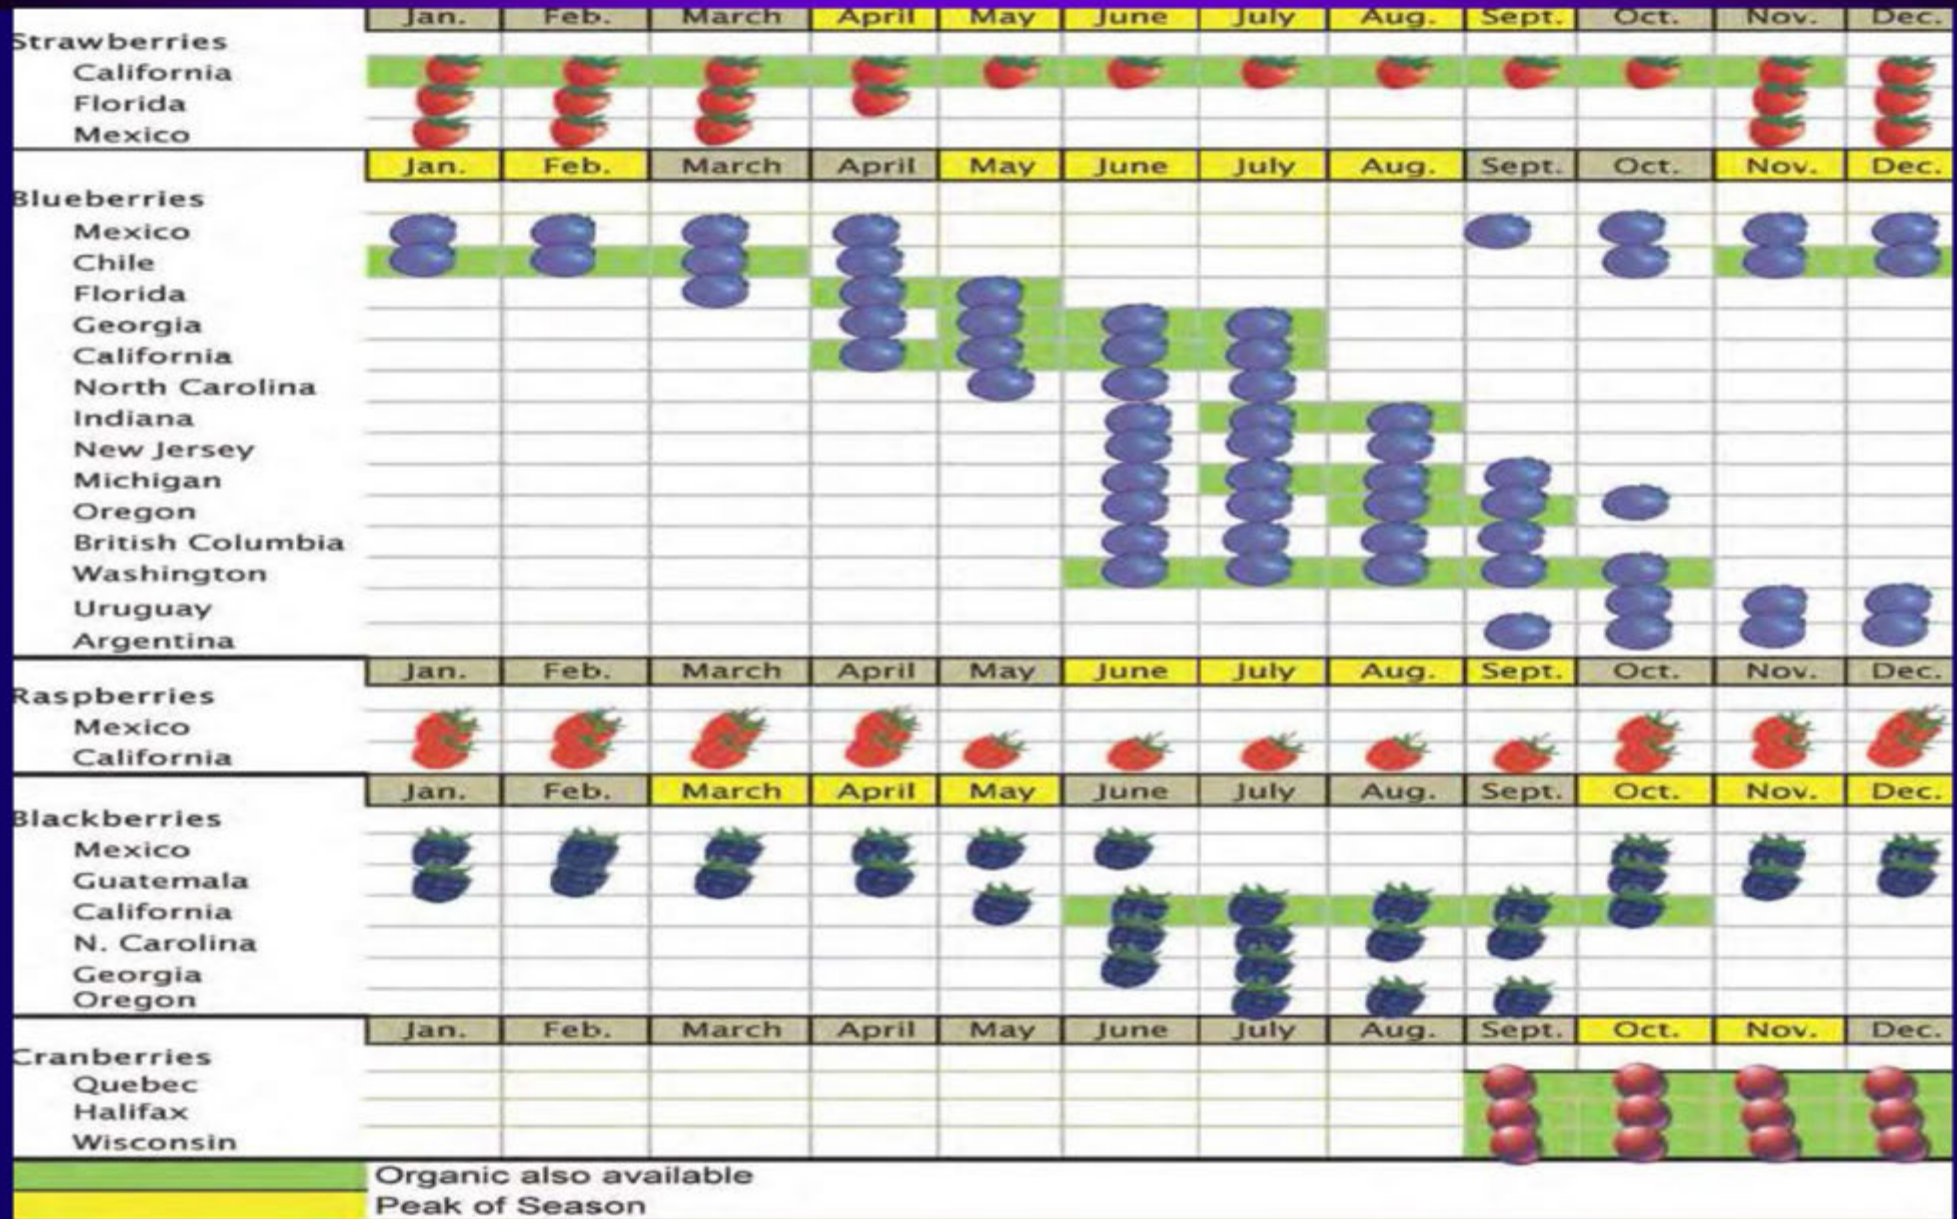 Jan. Feb. March April May June July Aug. Sept. Oct. Nov. Dec.
Strawberries
California
Florida
Mexico
Jan. Feb. March April May June July Aug. Sept. Oct. Nov. Dec.
Blueberries
Mexico
Chile
Florida
Georgia
California
North Carolina
Indiana
New Jersey
Michigan
Oregon
British Columbia
Washington
Uruguay
Argentina
Jan. Feb. March April May June July Aug. Sept. Oct. Nov. Dec.
Raspberries
Mexico
California
Jan. Feb. March April May June July Aug. Sept. Oct. Nov. Dec.
Blackberries
Mexico
Guatemala
California
N. Carolina
Georgia
Oregon
Jan. Feb. March April May June July Aug. Sept. Oct. Nov. Dec.
Cranberries
Quebec
Halifax
Wisconsin
Organic also available
Peak of Season